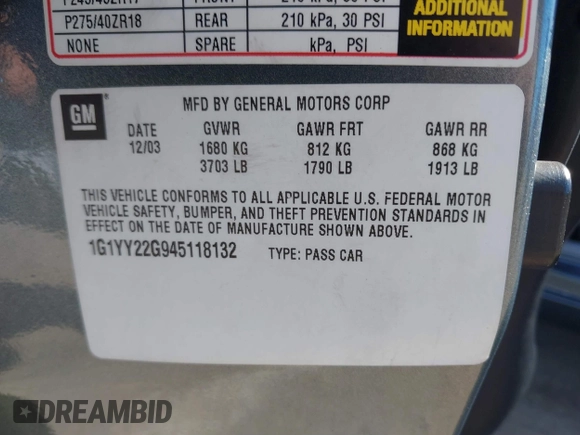 P275/40ZR18 REAR 210 kPa, 30 PSI
NONE SPARE kPa, PSI
ADDITIONAL
INFORMATION
GM
MFD BY GENERAL MOTORS CORP
DATE GVWR GAWR FRT GAWR RR
12/03 1680 KG 812 KG 868 KG
3703 LB 1790 LB 1913 LB
THIS VEHICLE CONFORMS TO ALL APPLICABLE U.S. FEDERAL MOTOR
VEHICLE SAFETY, BUMPER, AND THEFT PREVENTION STANDARDS IN
EFFECT ON THE DATE OF MANUFACTURE SHOWN ABOVE.
1G1YY22G945118132 TYPE: PASS CAR
DREAMBID